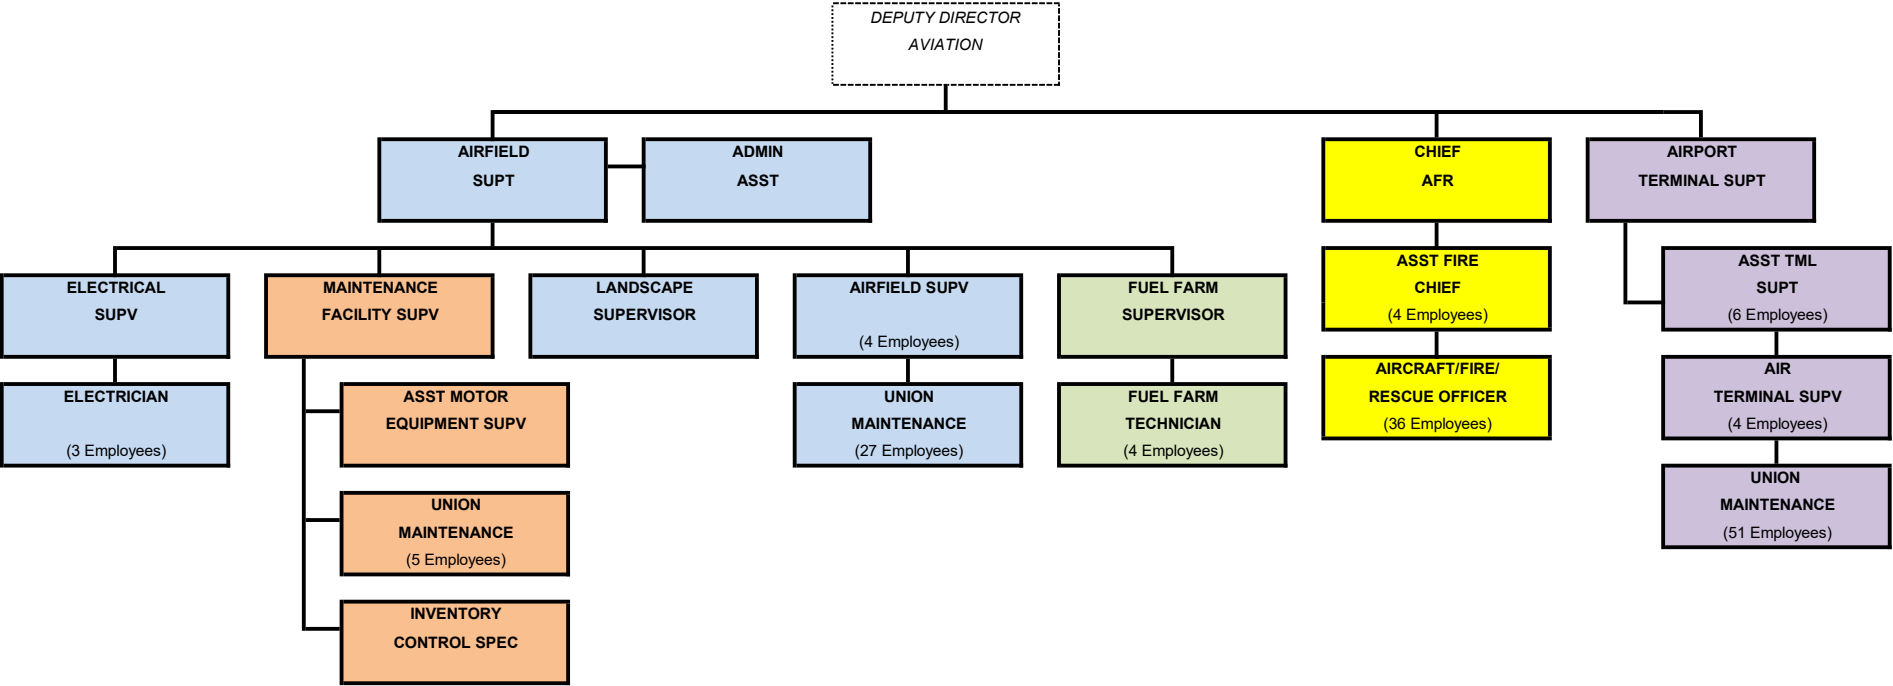 DEPUTY DIRECTOR
AVIATION
AIRFIELD
SUPT
ADMIN
ASST
CHIEF
AFR
AIRPORT
TERMINAL SUPT
ELECTRICAL
SUPV
MAINTENANCE
FACILITY SUPV
LANDSCAPE
SUPERVISOR
AIRFIELD SUPV
(4 Employees)
FUEL FARM
SUPERVISOR
ASST FIRE
CHIEF
(4 Employees)
ASST TML
SUPT
(6 Employees)
ELECTRICIAN
(3 Employees)
ASST MOTOR
EQUIPMENT SUPV
UNION
MAINTENANCE
(27 Employees)
FUEL FARM
TECHNICIAN
(4 Employees)
AIRCRAFT/FIRE/
RESCUE OFFICER
(36 Employees)
AIR
TERMINAL SUPV
(4 Employees)
UNION
MAINTENANCE
(5 Employees)
UNION
MAINTENANCE
(51 Employees)
INVENTORY
CONTROL SPEC